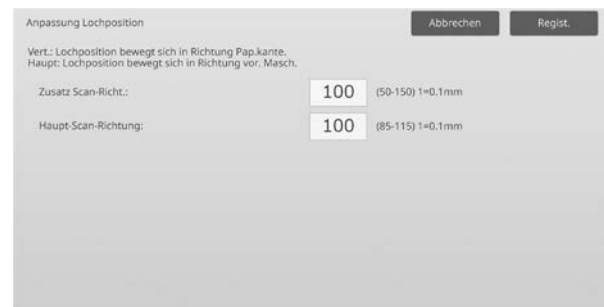 Anpassung Lochposition
Abbrechen
Regist.
Vert.: Lochposition bewegt sich in Richtung Pap.kante.
Haupt: Lochposition bewegt sich in Richtung vor. Masch.
Zusatz Scan-Richt.: 100 (50-150) 1=0.1mm
Haupt-Scan-Richtung: 100 (85-115) 1=0.1mm